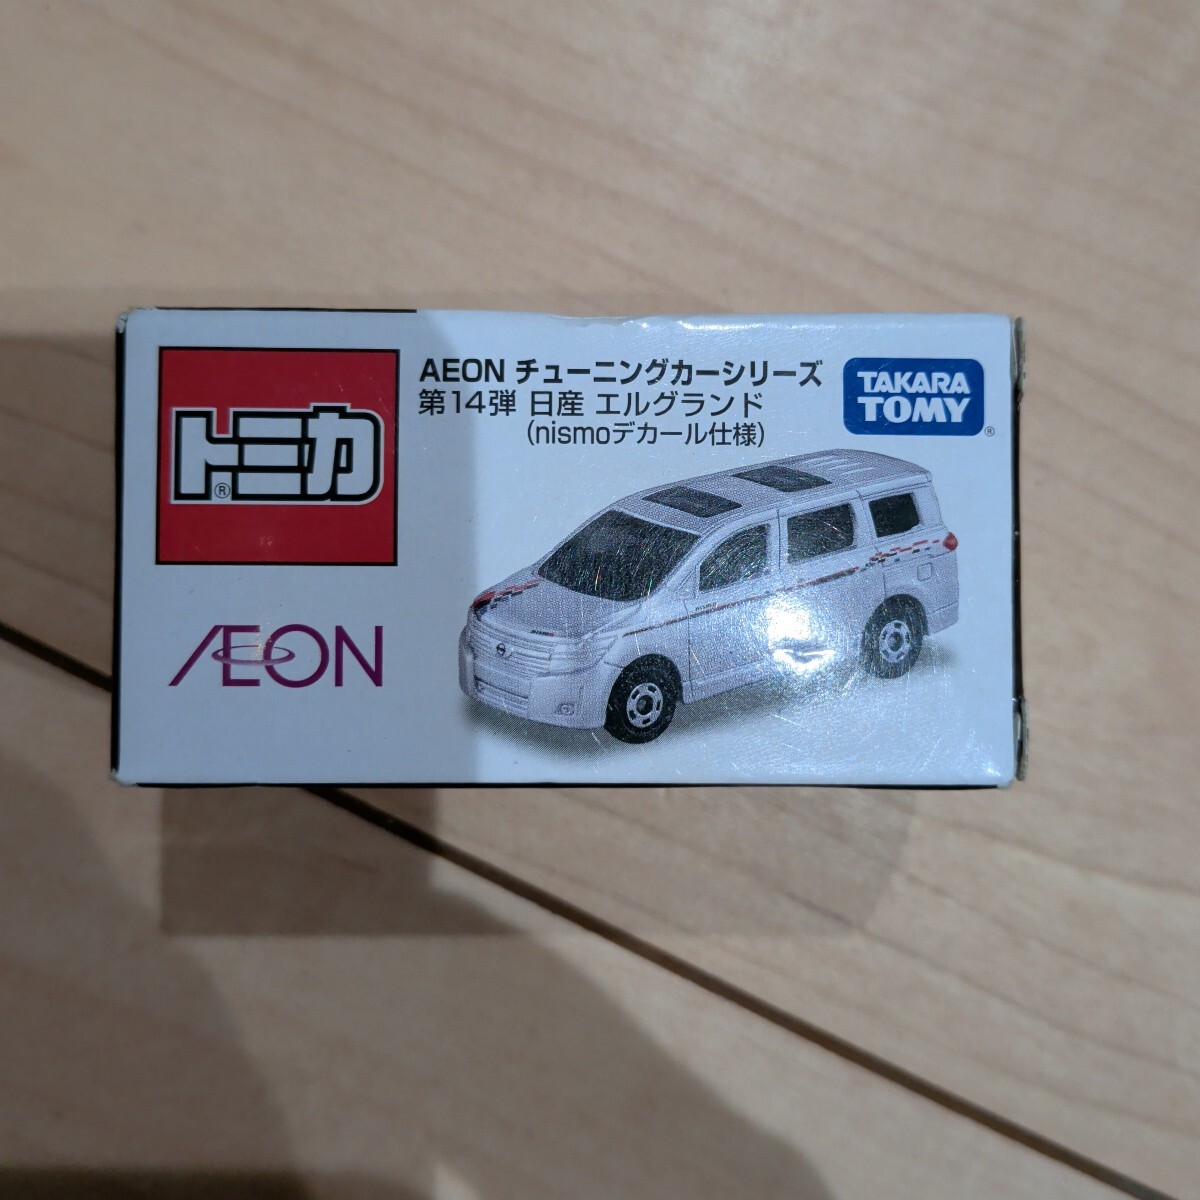 トミカ®
AEON チューニングカーシリーズ
第14弾 日産 エルグランド
(nismoデカール仕様)
TAKARA
TOMY®
ÆON